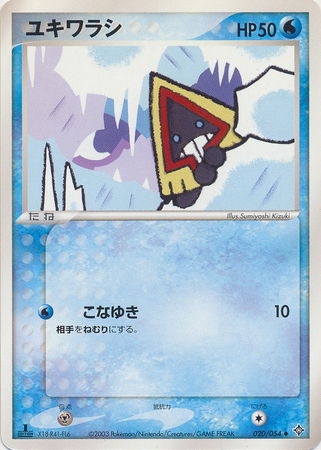 ユキワラシ HP50
たね
Illus. Sumiyoshi Kizuki
こなゆき 10
相手をねむりにする。
弱点 抵抗力 にげる
1 ©2003 Pokémon/Nintendo/Creatures/GAME FREAK. 020/054